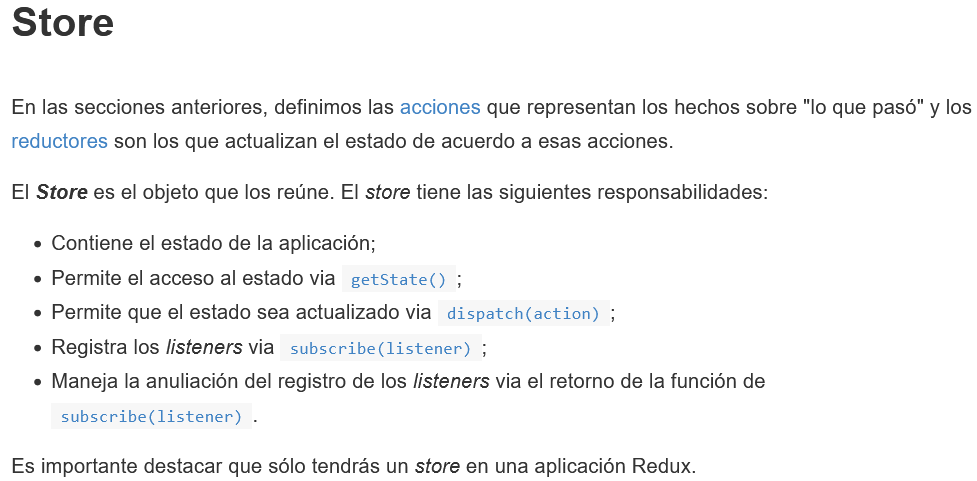 Store
En las secciones anteriores, definimos las acciones que representan los hechos sobre "lo que pasó" y los
reductores son los que actualizan el estado de acuerdo a esas acciones.
El Store es el objeto que los reúne. El store tiene las siguientes responsabilidades:
• Contiene el estado de la aplicación;
• Permite el acceso al estado via getState() ;
• Permite que el estado sea actualizado via dispatch(action) ;
• Registra los listeners via subscribe(listener) ;
• Maneja la anuliación del registro de los listeners via el retorno de la función de
subscribe(listener) .
Es importante destacar que sólo tendrás un store en una aplicación Redux.